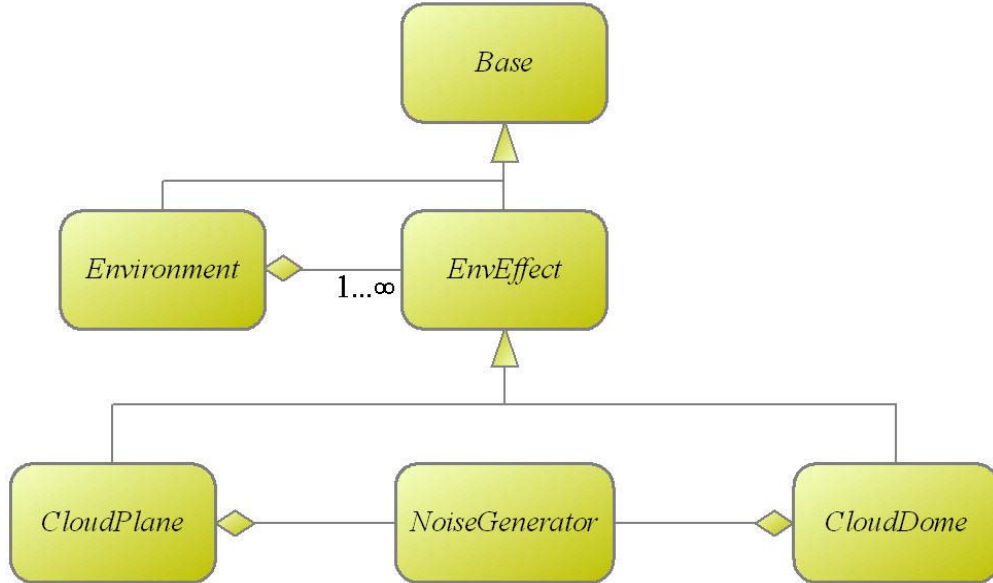 Base
Environment
EnvEffect
1...∞
CloudPlane
NoiseGenerator
CloudDome